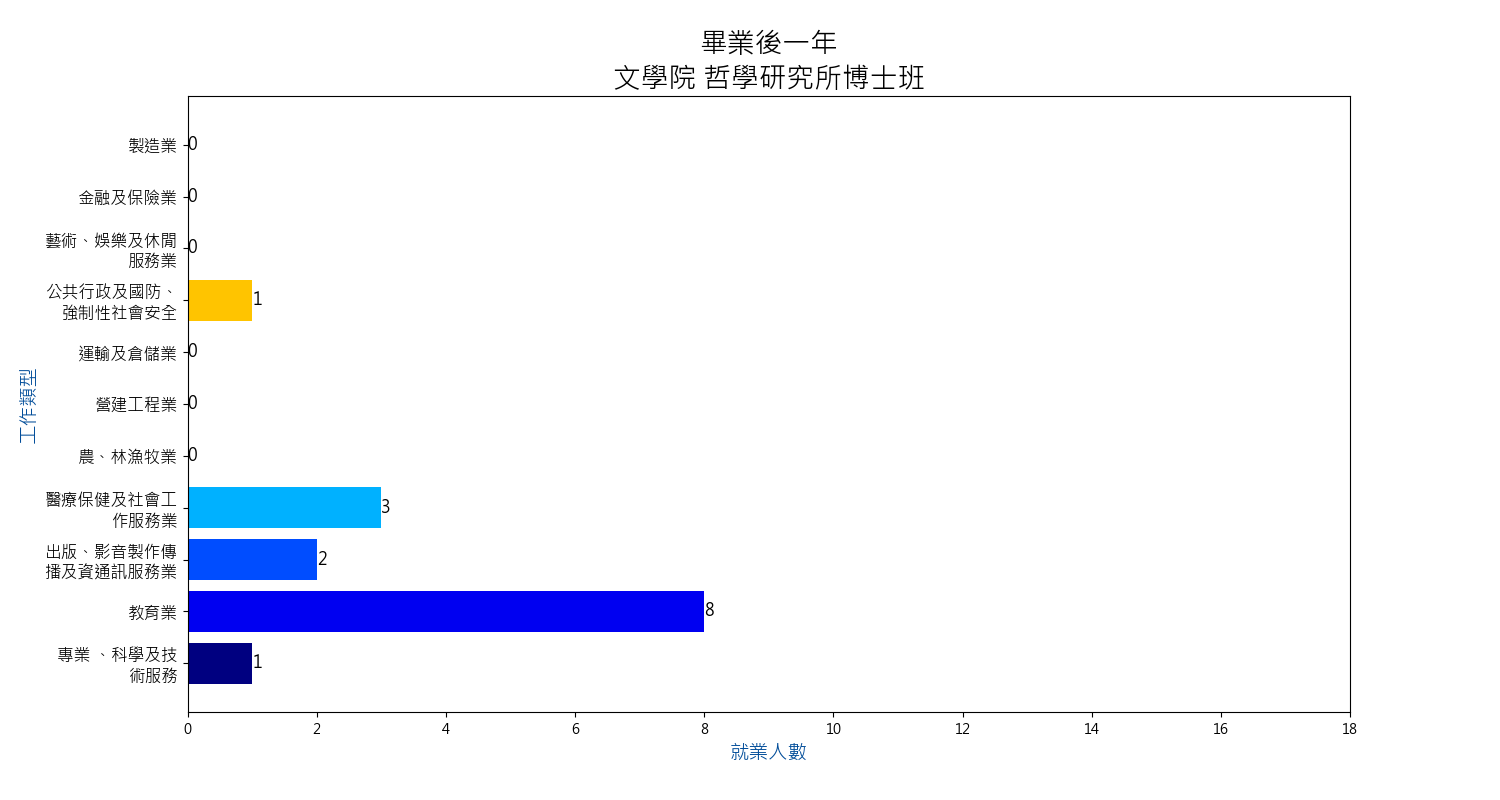 畢業後一年
文學院 哲學研究所博士班
製造業 0
金融及保險業 0
藝術、娛樂及休閒
服務業 0
公共行政及國防、
強制性社會安全 1
運輸及倉儲業 0
營建工程業 0
農、林漁牧業 0
醫療保健及社會工
作服務業 3
出版、影音製作傳
播及資通訊服務業 2
教育業 8
專業 、科學及技
術服務 1
工作類型
0 2 4 6 8 10 12 14 16 18
就業人數